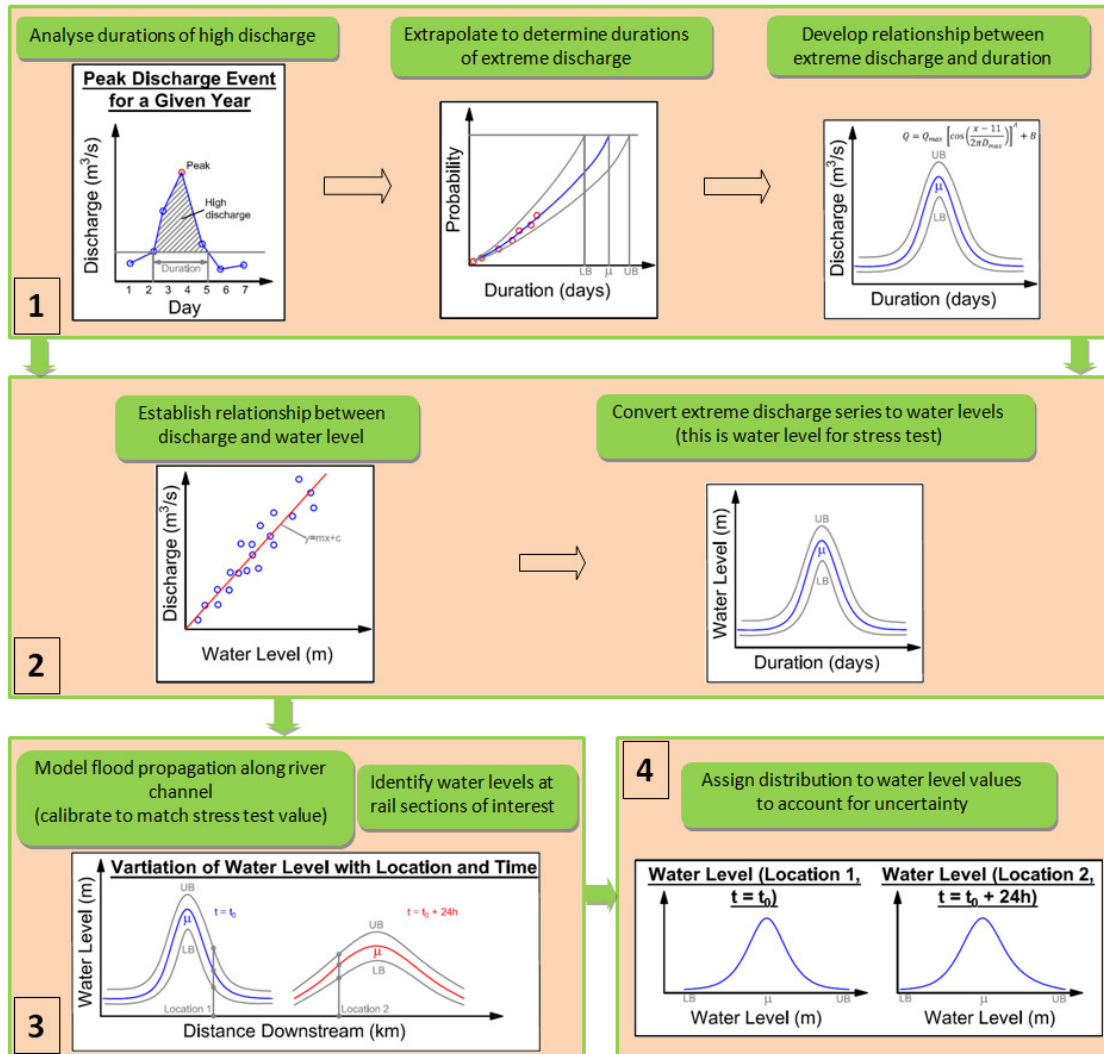 Analyse durations of high discharge
Extrapolate to determine durations
of extreme discharge
Develop relationship between
extreme discharge and duration
Peak Discharge Event
for a Given Year
Discharge (m³/s)
Peak
High
discharge
Duration
1 2 3 4 5 6 7
Day
Probability
LB μ UB
Duration (days)
Q = Qₘₐₓ [cos((x − 11)/(2πDₘₐₓ))]ᴬ + B
Discharge (m³/s)
UB
μ
LB
Duration (days)
1
Establish relationship between
discharge and water level
Convert extreme discharge series to water levels
(this is water level for stress test)
Discharge (m³/s)
y=mx+c
Water Level (m)
Water Level (m)
UB
μ
LB
Duration (days)
2
Model flood propagation along river
channel
(calibrate to match stress test value)
Identify water levels at
rail sections of interest
Vartiation of Water Level with Location and Time
Water Level (m)
UB
μ
LB
t = t₀
t = t₀ + 24h
UB
μ
LB
Location 1
Location 2
Distance Downstream (km)
3
4
Assign distribution to water level values
to account for uncertainty
Water Level (Location 1,
t = t₀)
LB μ UB
Water Level (m)
Water Level (Location 2,
t = t₀ + 24h)
LB μ UB
Water Level (m)